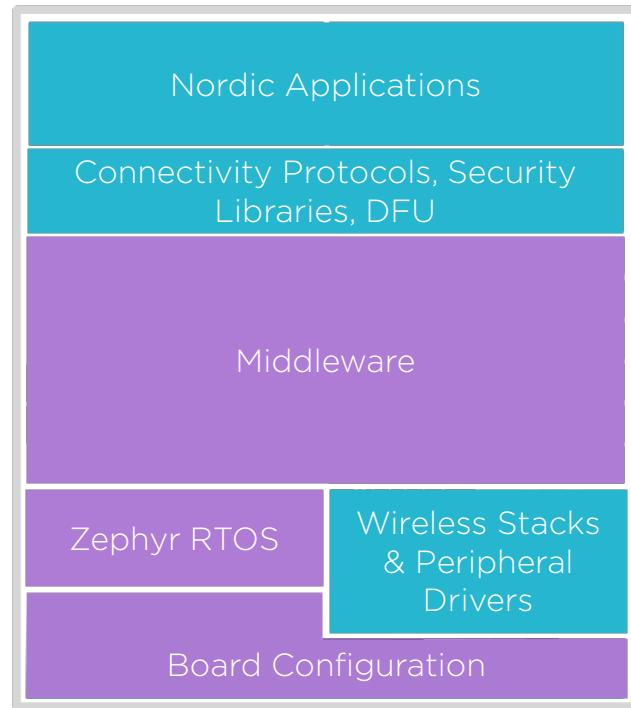 Nordic Applications
Connectivity Protocols, Security
Libraries, DFU
Middleware
Zephyr RTOS
Wireless Stacks
& Peripheral
Drivers
Board Configuration